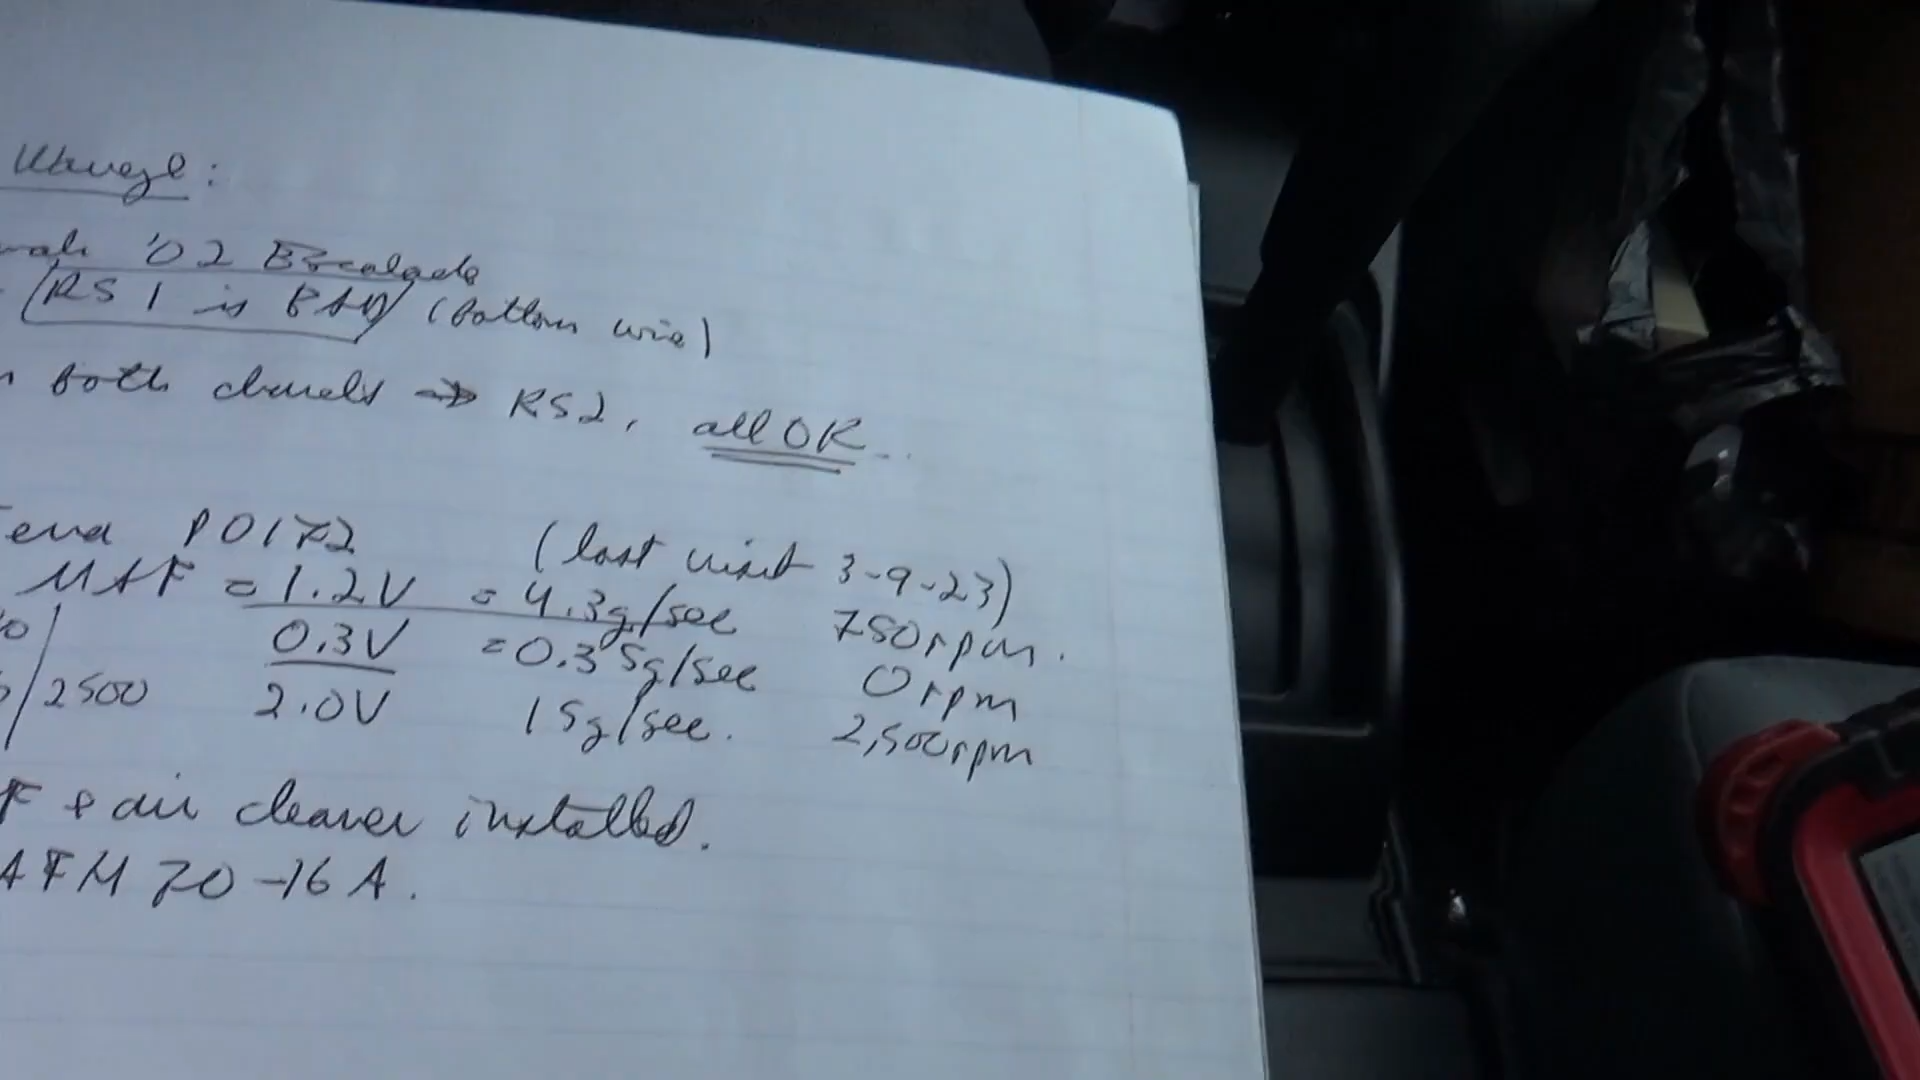 '02 Escalade
RS 1 is BAD (bottom wire)
both channels → RS2, all OK...
P0172 (last visit 3-9-23)
MAF = 1.2V = 4.3g/sec 750rpm.
0.3V = 0.35g/sec 0rpm
/2500 2.0V 15g/sec. 2,500rpm
F & air cleaner installed.
AFH70-16A.